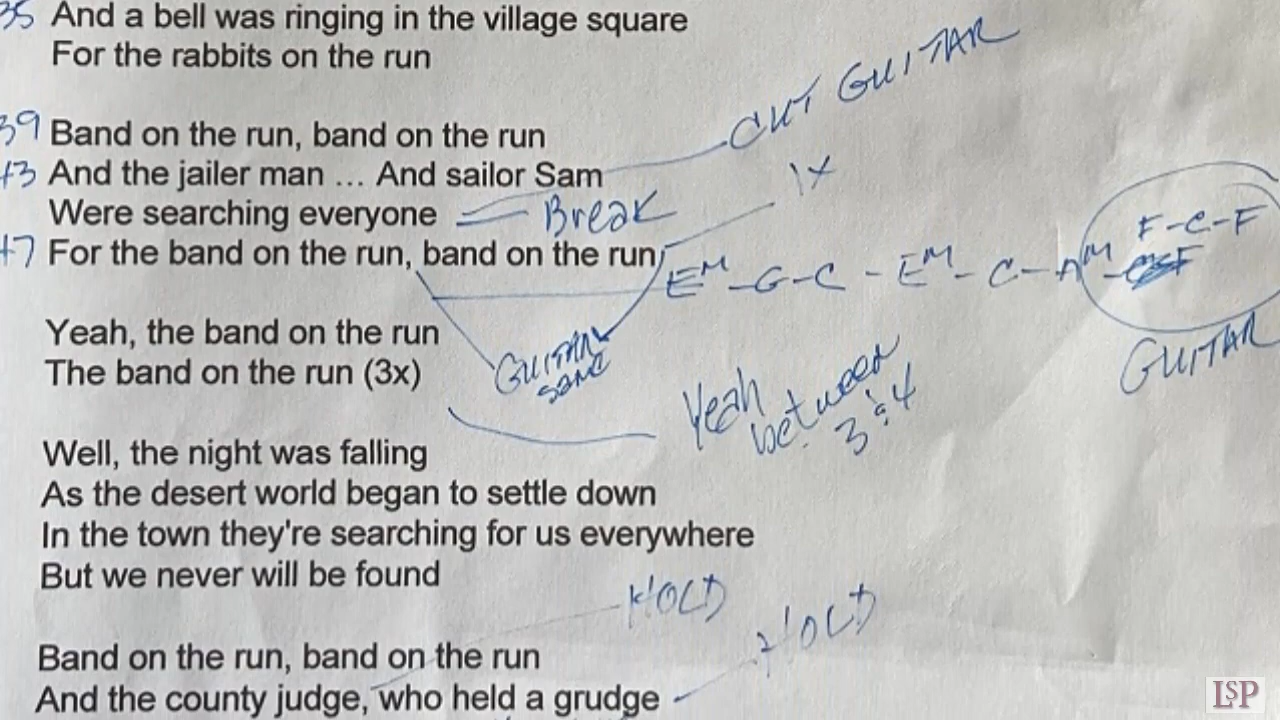 35 And a bell was ringing in the village square
For the rabbits on the run
CUT GUITAR
39 Band on the run, band on the run
43 And the jailer man ... And sailor Sam
1x
Were searching everyone
Break
F-C-F
47 For the band on the run, band on the run
EM-G-C-EM-C-AM-
GUITAR
Yeah, the band on the run
GUITAR
SAME
The band on the run (3x)
Yeah
between
3 & 4
Well, the night was falling
As the desert world began to settle down
In the town they're searching for us everywhere
But we never will be found
HOLD
HOLD
Band on the run, band on the run
And the county judge, who held a grudge
LSP